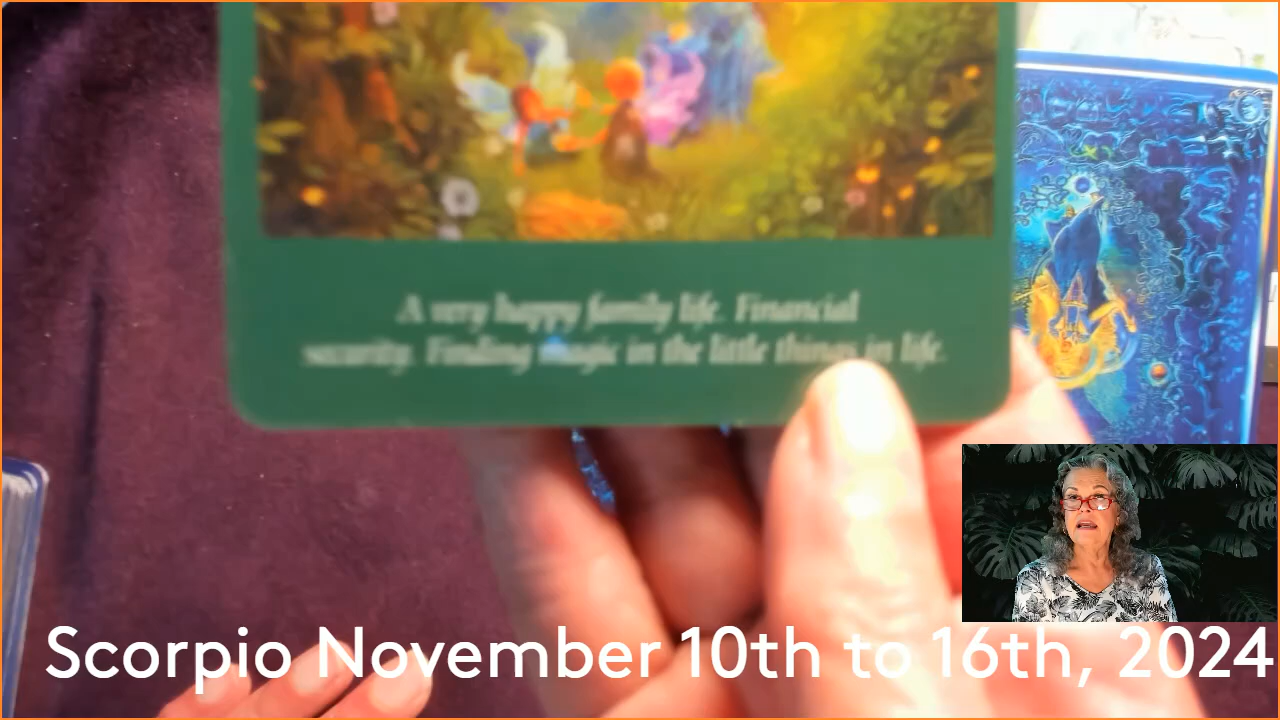 A very happy family life. Financial
security. Finding magic in the little things in life.
Scorpio November 10th to 16th, 2024